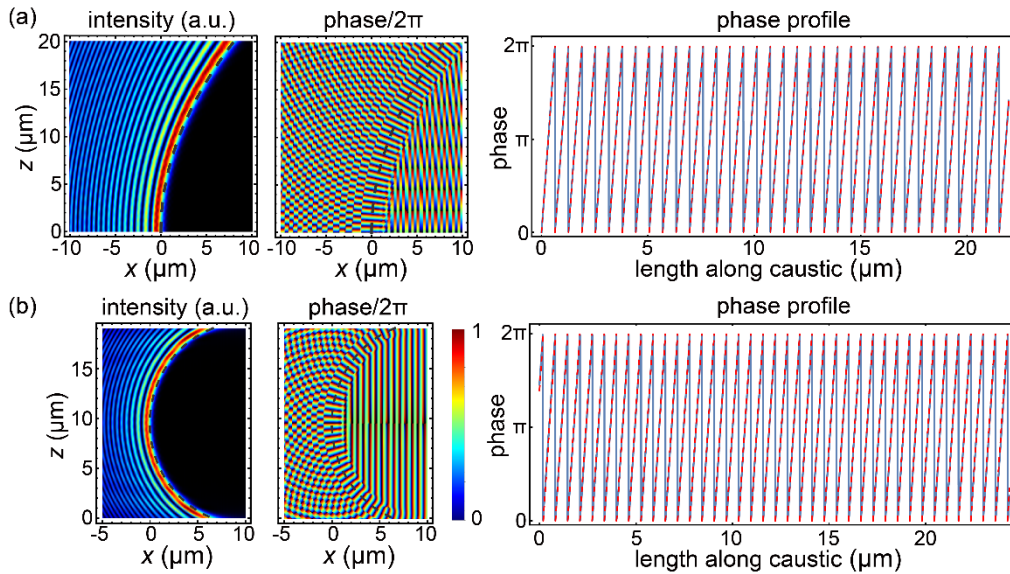 (a)
intensity (a.u.)
phase/2π
phase profile
20
15
10
5
0
z (µm)
-10 -5 0 5 10
x (µm)
-10 -5 0 5 10
x (µm)
2π
π
0
phase
0 5 10 15 20
length along caustic (µm)
(b)
intensity (a.u.)
phase/2π
phase profile
15
10
5
0
z (µm)
-5 0 5 10
x (µm)
-5 0 5 10
x (µm)
1
0
2π
π
0
phase
0 5 10 15 20
length along caustic (µm)